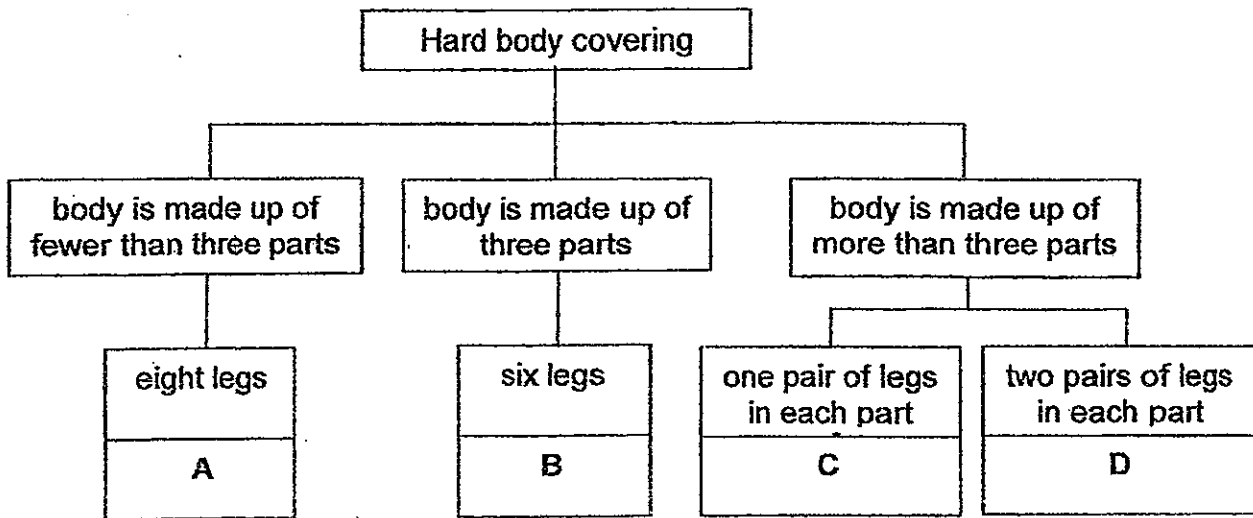 Hard body covering
body is made up of
fewer than three parts
body is made up of
three parts
body is made up of
more than three parts
eight legs
A
six legs
B
one pair of legs
in each part
C
two pairs of legs
in each part
D